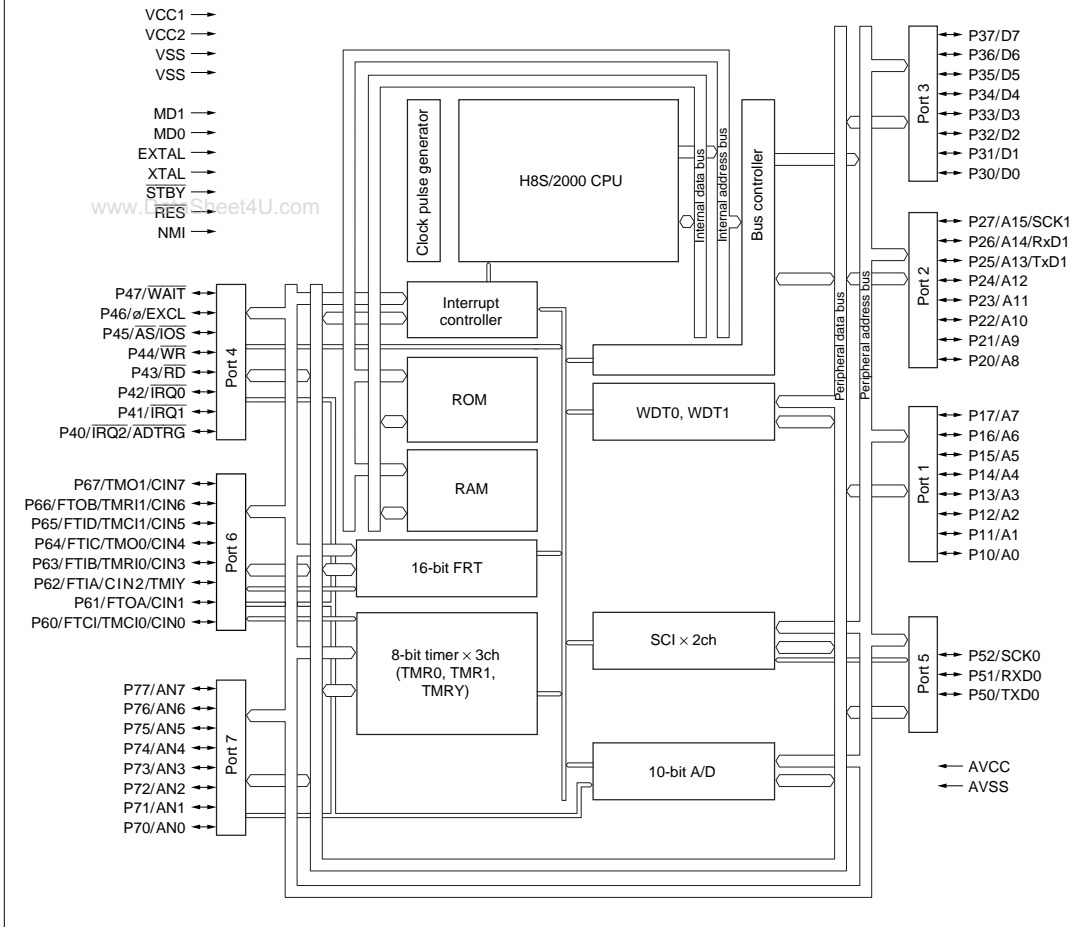 VCC1
VCC2
VSS
VSS
MD1
MD0
EXTAL
XTAL
STBY
www.DataSheet4U.com
RES
NMI
P47/WAIT
P46/ø/EXCL
P45/AS/IOS
P44/WR
P43/RD
P42/IRQ0
P41/IRQ1
P40/IRQ2/ADTRG
Port 4
P67/TMO1/CIN7
P66/FTOB/TMRI1/CIN6
P65/FTID/TMCI1/CIN5
P64/FTIC/TMO0/CIN4
P63/FTIB/TMRI0/CIN3
P62/FTIA/CIN2/TMIY
P61/FTOA/CIN1
P60/FTCI/TMCI0/CIN0
Port 6
P77/AN7
P76/AN6
P75/AN5
P74/AN4
P73/AN3
P72/AN2
P71/AN1
P70/AN0
Port 7
Clock pulse generator
H8S/2000 CPU
Internal data bus
Internal address bus
Bus controller
Interrupt
controller
ROM
RAM
16-bit FRT
8-bit timer × 3ch
(TMR0, TMR1,
TMRY)
WDT0, WDT1
SCI × 2ch
10-bit A/D
Peripheral data bus
Peripheral address bus
Port 3
P37/D7
P36/D6
P35/D5
P34/D4
P33/D3
P32/D2
P31/D1
P30/D0
Port 2
P27/A15/SCK1
P26/A14/RxD1
P25/A13/TxD1
P24/A12
P23/A11
P22/A10
P21/A9
P20/A8
Port 1
P17/A7
P16/A6
P15/A5
P14/A4
P13/A3
P12/A2
P11/A1
P10/A0
Port 5
P52/SCK0
P51/RXD0
P50/TXD0
AVCC
AVSS